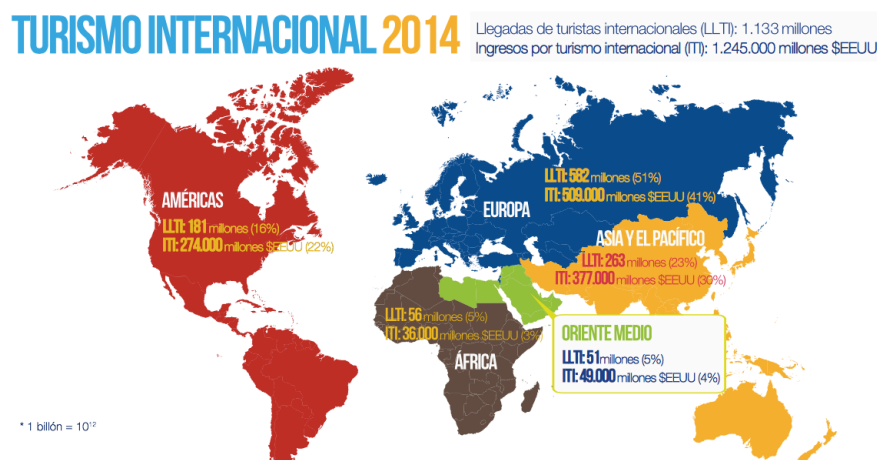 TURISMO INTERNACIONAL 2014
Llegadas de turistas internacionales (LLTI): 1.133 millones
Ingresos por turismo internacional (ITI): 1.245.000 millones $EEUU
AMÉRICAS
LLTI: 181 millones (16%)
ITI: 274.000 millones $EEUU (22%)
EUROPA
LLTI: 582 millones (51%)
ITI: 509.000 millones $EEUU (41%)
ASIA Y EL PACÍFICO
LLTI: 263 millones (23%)
ITI: 377.000 millones $EEUU (30%)
LLTI: 56 millones (5%)
ITI: 36.000 millones $EEUU (3%)
ÁFRICA
ORIENTE MEDIO
LLTI: 51millones (5%)
ITI: 49.000 millones $EEUU (4%)
* 1 billón = 10¹²